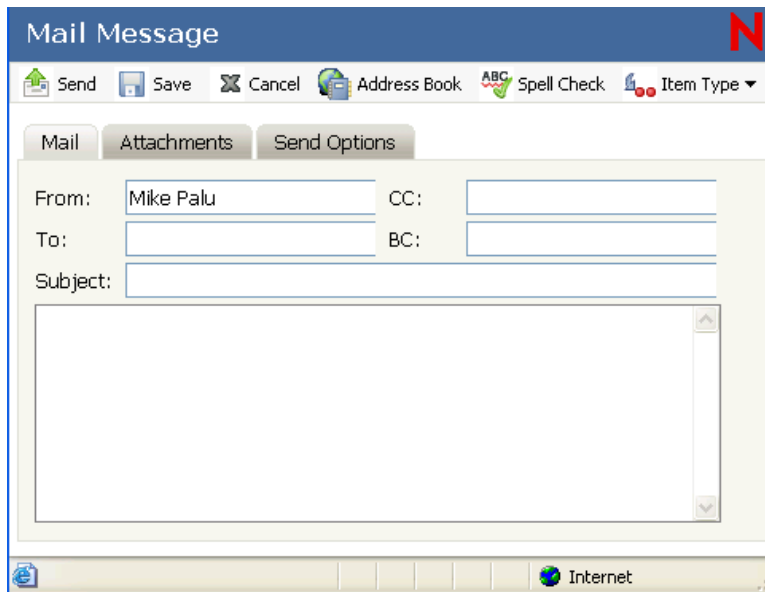 Mail Message N
Send Save Cancel Address Book ABC Spell Check Item Type
Mail Attachments Send Options
From: Mike Palu CC:
To: BC:
Subject:
Internet